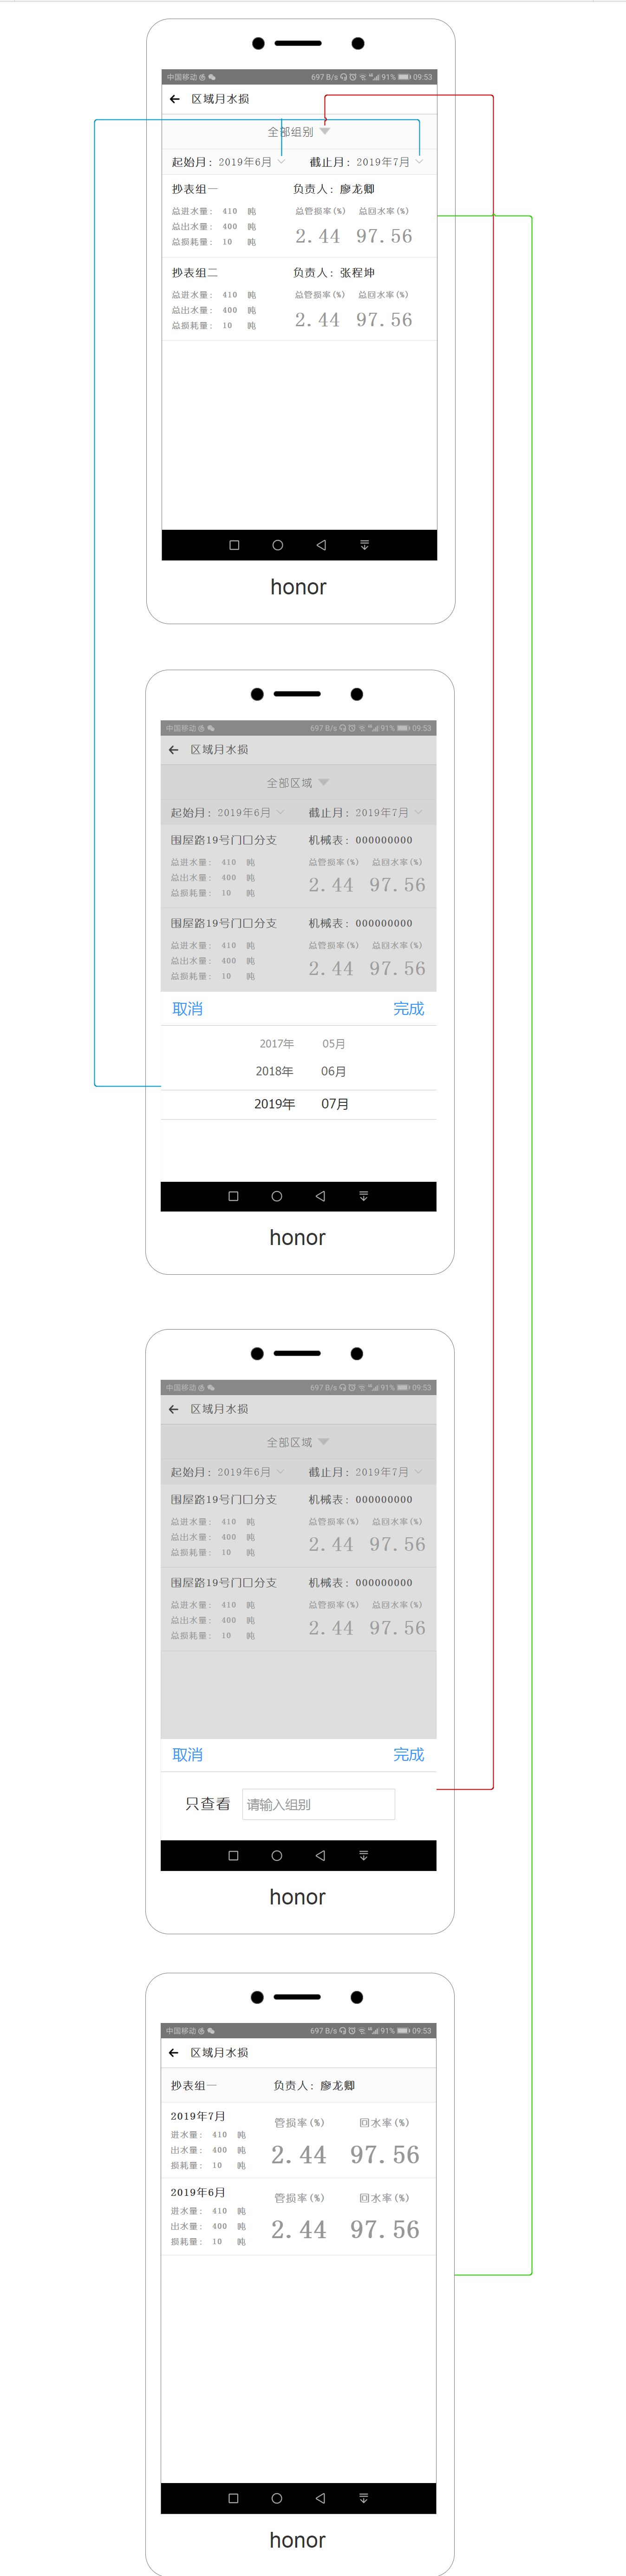 中国移动 697 B/s 91% 09:53
区域月水损
全部组别
起始月：2019年6月 截止月：2019年7月
抄表组一 负责人：廖龙卿
总进水量： 410 吨 总管损率(%) 总回水率(%)
总出水量： 400 吨 2.44 97.56
总损耗量： 10 吨
抄表组二 负责人：张程坤
总进水量： 410 吨 总管损率(%) 总回水率(%)
总出水量： 400 吨 2.44 97.56
总损耗量： 10 吨
honor
中国移动 697 B/s 91% 09:53
区域月水损
全部区域
起始月：2019年6月 截止月：2019年7月
围屋路19号门口分支 机械表：000000000
总进水量： 410 吨 总管损率(%) 总回水率(%)
总出水量： 400 吨 2.44 97.56
总损耗量： 10 吨
围屋路19号门口分支 机械表：000000000
总进水量： 410 吨 总管损率(%) 总回水率(%)
总出水量： 400 吨 2.44 97.56
总损耗量： 10 吨
取消 完成
2017年 05月
2018年 06月
2019年 07月
honor
中国移动 697 B/s 91% 09:53
区域月水损
全部区域
起始月：2019年6月 截止月：2019年7月
围屋路19号门口分支 机械表：000000000
总进水量： 410 吨 总管损率(%) 总回水率(%)
总出水量： 400 吨 2.44 97.56
总损耗量： 10 吨
围屋路19号门口分支 机械表：000000000
总进水量： 410 吨 总管损率(%) 总回水率(%)
总出水量： 400 吨 2.44 97.56
总损耗量： 10 吨
取消 完成
只查看 请输入组别
honor
中国移动 697 B/s 91% 09:53
区域月水损
抄表组一 负责人：廖龙卿
2019年7月 管损率(%) 回水率(%)
进水量： 410 吨
出水量： 400 吨 2.44 97.56
损耗量： 10 吨
2019年6月 管损率(%) 回水率(%)
进水量： 410 吨
出水量： 400 吨 2.44 97.56
损耗量： 10 吨
honor